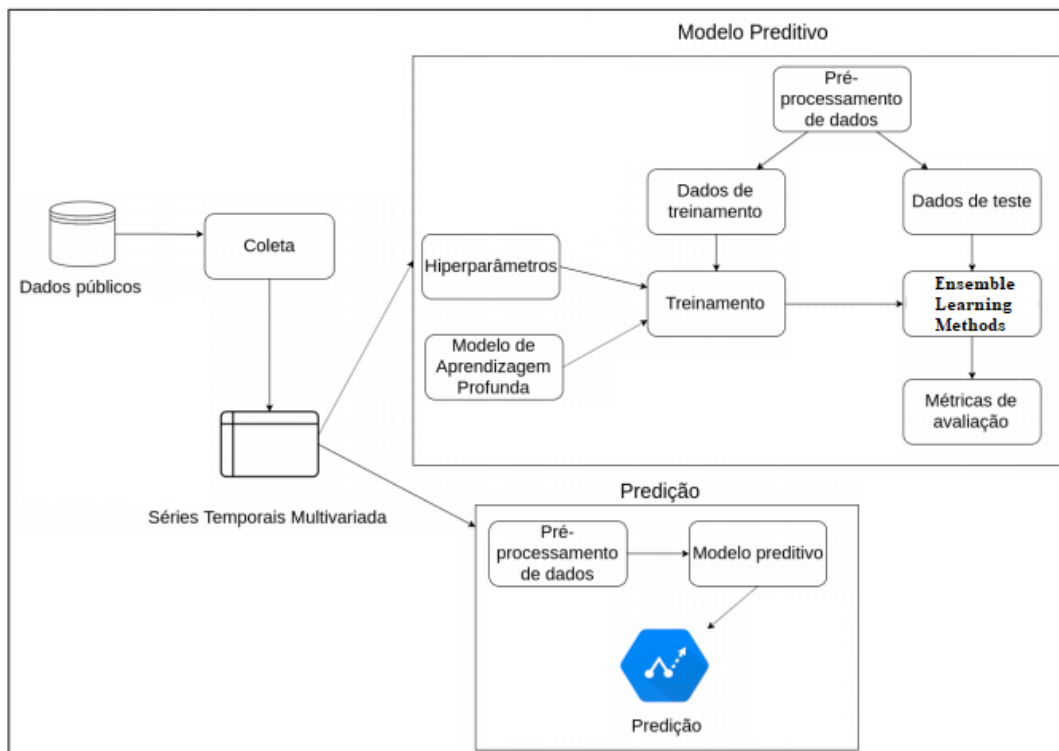 Modelo Preditivo
Pré-
processamento
de dados
Dados de
treinamento
Dados de teste
Coleta
Dados públicos
Hiperparâmetros
Treinamento
Ensemble
Learning
Methods
Modelo de
Aprendizagem
Profunda
Métricas de
avaliação
Séries Temporais Multivariada
Predição
Pré-
processamento
de dados
Modelo preditivo
Predição